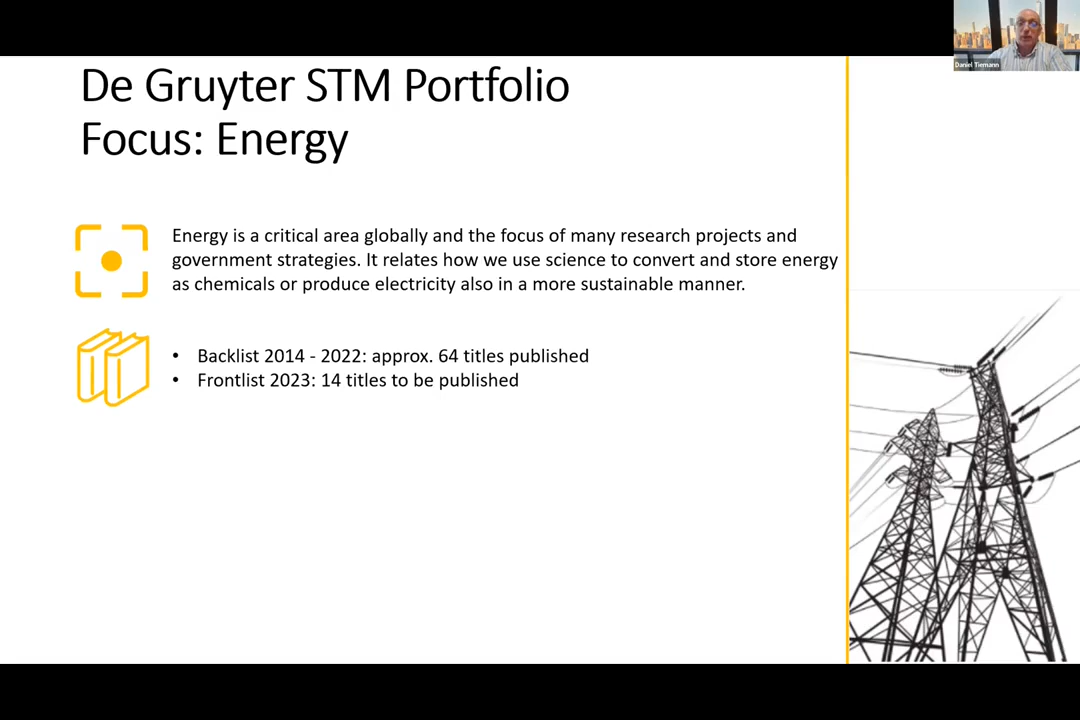 Daniel Tiemann
De Gruyter STM Portfolio
Focus: Energy
Energy is a critical area globally and the focus of many research projects and
government strategies. It relates how we use science to convert and store energy
as chemicals or produce electricity also in a more sustainable manner.
• Backlist 2014 - 2022: approx. 64 titles published
• Frontlist 2023: 14 titles to be published